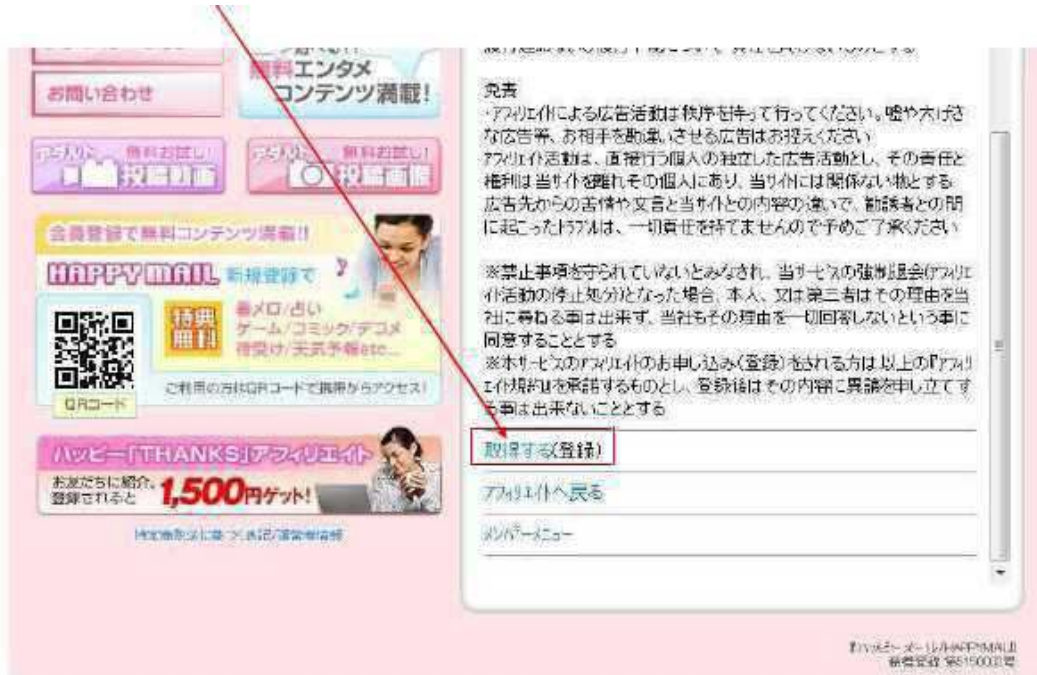 お問い合わせ
無料エンタメ
コンテンツ満載!
無料お試し!
投稿動画
無料お試し!
投稿画像
会員登録で無料コンテンツ満載!!
HAPPY MAIL 新規登録で
特典
無料
着メロ/占い
ゲーム/コミック/デコメ
待受け/天気予報etc...
QRコード
ご利用の方はQRコードで携帯からアクセス!
ハッピー「THANKS」アフィリエイト
お友だちに紹介、
登録されると 1,500円ゲット!
免責
・アフィリエイトによる広告活動は秩序を持って行ってください。嘘や大げさ
な広告等、お相手を勘違いさせる広告はお控えください
アフィリエイト活動は、直接行う個人の独立した広告活動とし、その責任と
権利は当サイトを離れその個人にあり、当サイトには関係ない物とする
広告先からの苦情や文言と当サイトとの内容の違いで、勧誘者との間
に起こったトラブルは、一切責任を持てませんので予めご了承ください
※禁止事項を守られていないとみなされ、当サービスの強制退会(アフィリエ
イト活動の停止処分)となった場合、本人、又は第三者はその理由を当
社に尋ねる事は出来ず、当社もその理由を一切回答しないという事に
同意することとする
※本サービスのアフィリエイトのお申し込み(登録)をされる方は以上の『アフィリ
エイト規約』を承諾するものとし、登録後はその内容に異議を申し立てす
る事は出来ないこととする
取得する(登録)
アフィリエイトへ戻る
メンバーメニュー